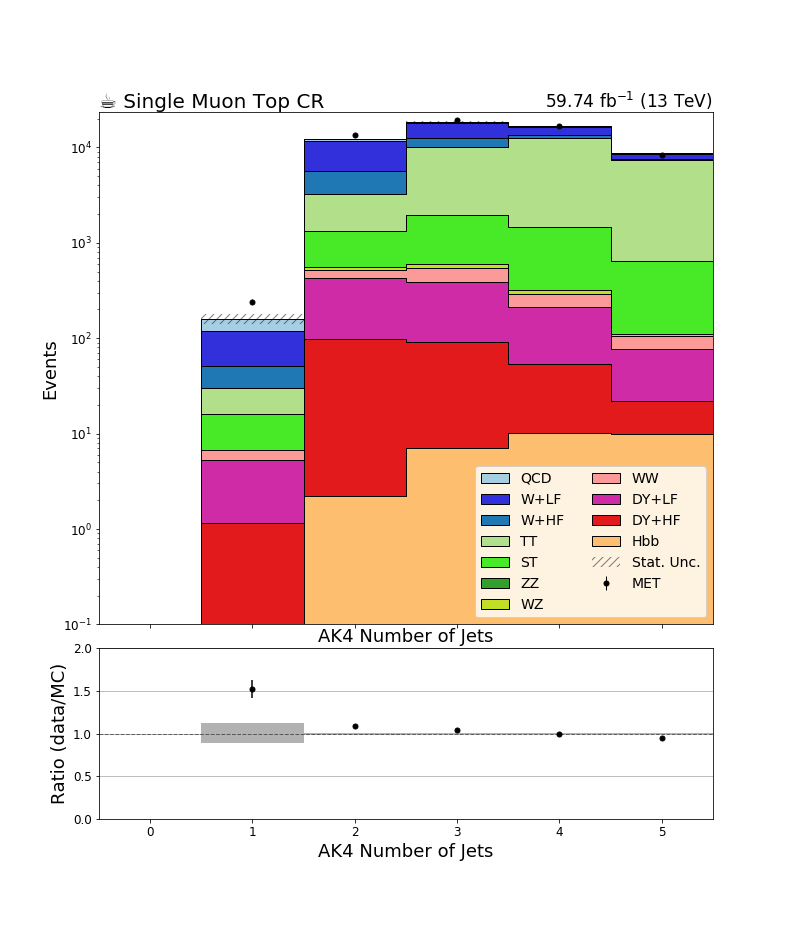 ☕ Single Muon Top CR
59.74 fb⁻¹ (13 TeV)
Events
10⁴
10³
10²
10¹
10⁰
10⁻¹
QCD
W+LF
W+HF
TT
ST
ZZ
WZ
WW
DY+LF
DY+HF
Hbb
Stat. Unc.
MET
AK4 Number of Jets
Ratio (data/MC)
2.0
1.5
1.0
0.5
0.0
0 1 2 3 4 5
AK4 Number of Jets